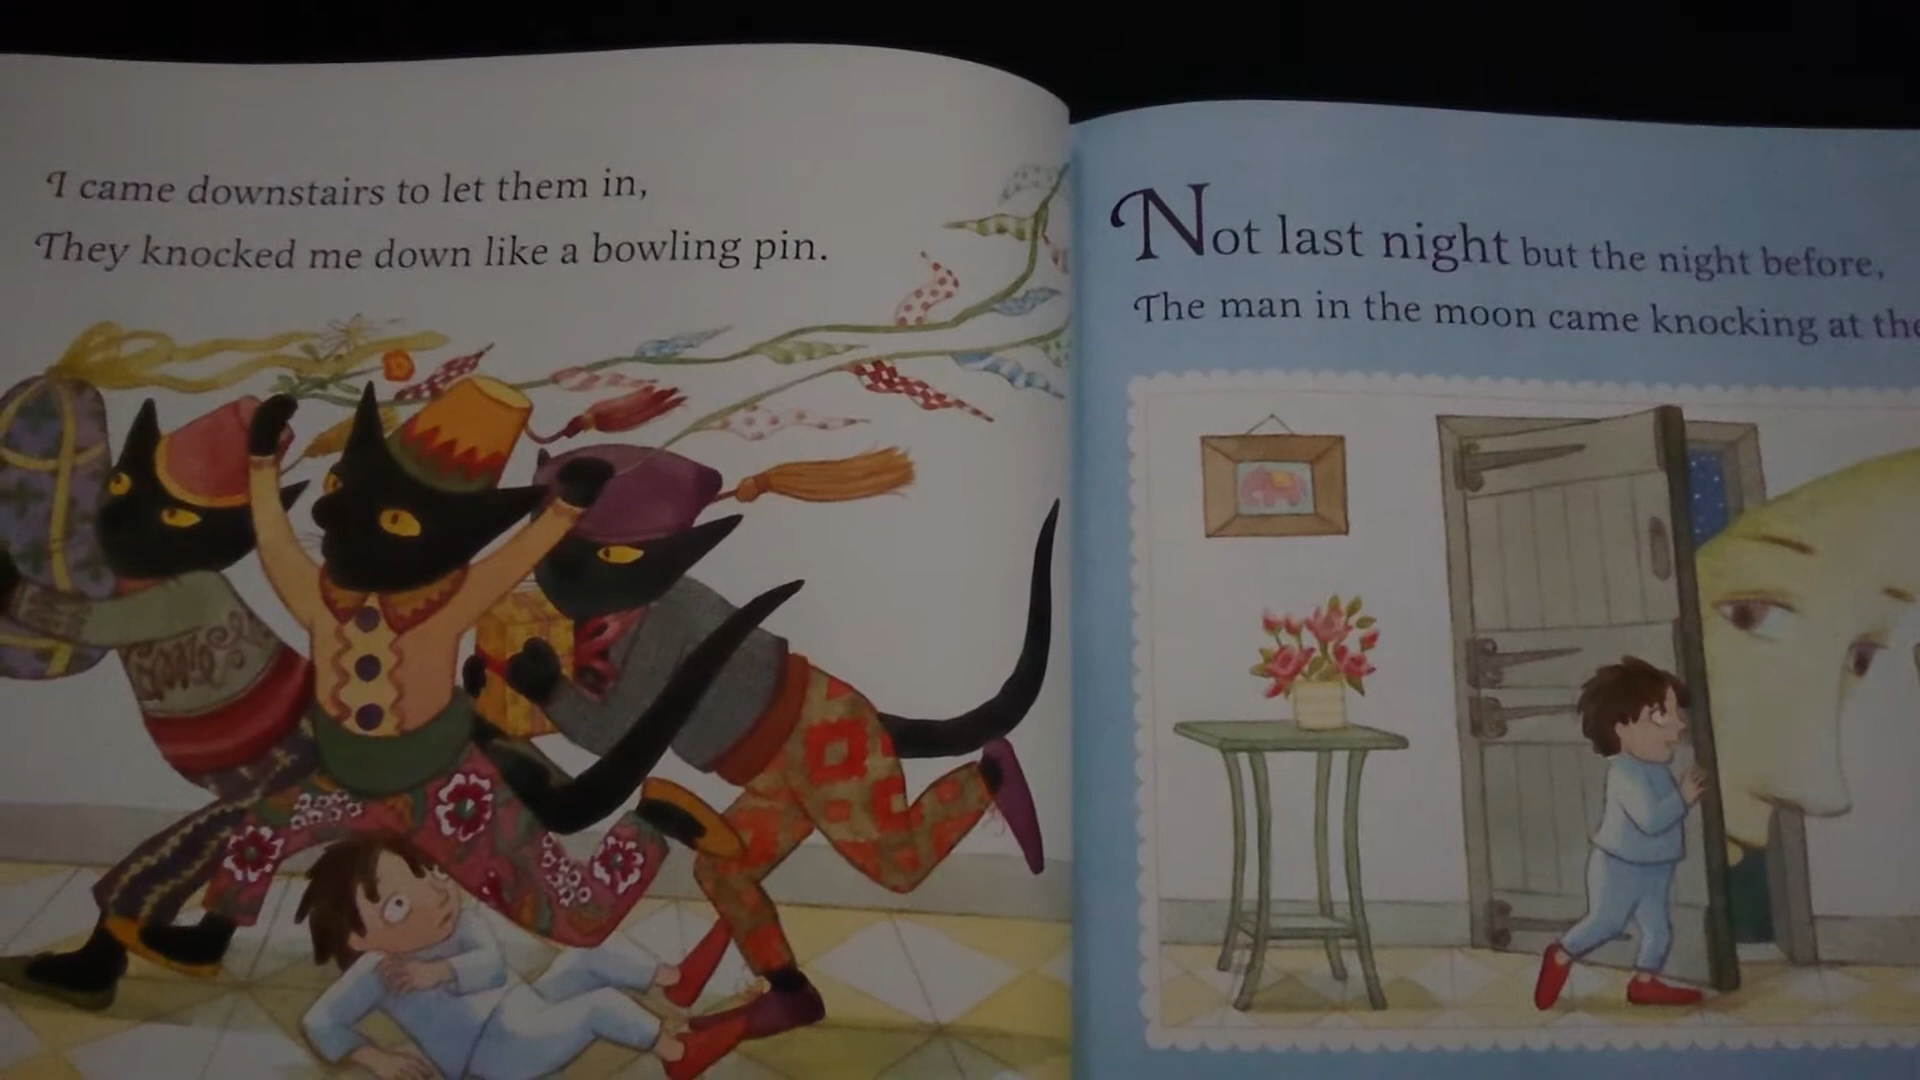 I came downstairs to let them in,
They knocked me down like a bowling pin.
Not last night but the night before,
The man in the moon came knocking at